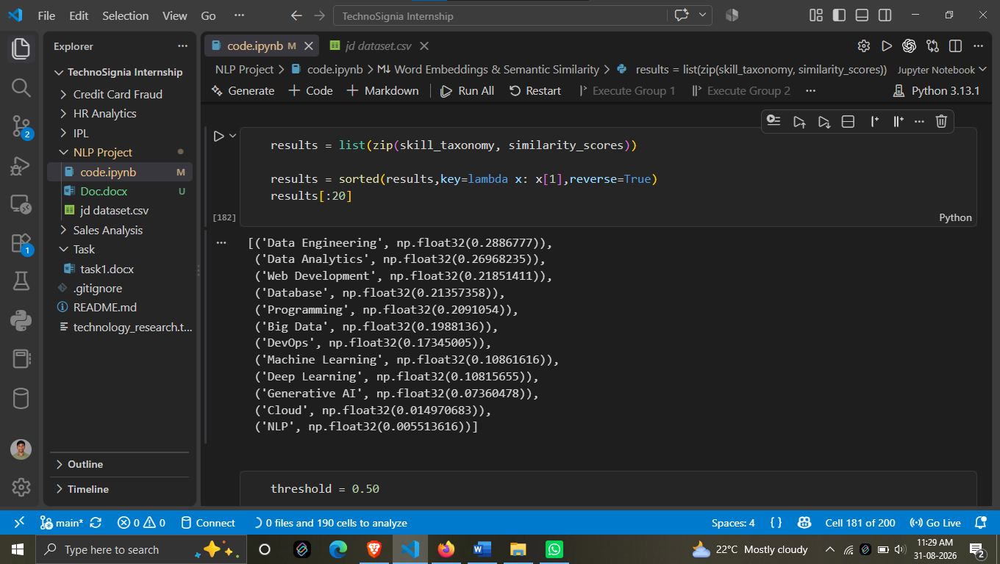 File Edit Selection View Go ··· TechnoSignia Internship
Explorer ···
TechnoSignia Internship
Credit Card Fraud
HR Analytics
IPL
NLP Project
code.ipynb M
Doc.docx U
jd dataset.csv
Sales Analysis
Task
task1.docx
.gitignore
README.md
technology_research.t...
Outline
Timeline
2
1
code.ipynb M jd dataset.csv
NLP Project > code.ipynb > M↓ Word Embeddings & Semantic Similarity > results = list(zip(skill_taxonomy, similarity_scores)) Jupyter Notebook
Generate + Code + Markdown Run All Restart Execute Group 1 Execute Group 2 ··· Python 3.13.1
results = list(zip(skill_taxonomy, similarity_scores))
results = sorted(results,key=lambda x: x[1],reverse=True)
results[:20]
[182] Python
[('Data Engineering', np.float32(0.2886777)),
('Data Analytics', np.float32(0.26968235)),
('Web Development', np.float32(0.21851411)),
('Database', np.float32(0.21357358)),
('Programming', np.float32(0.2091054)),
('Big Data', np.float32(0.1988136)),
('DevOps', np.float32(0.17345005)),
('Machine Learning', np.float32(0.10861616)),
('Deep Learning', np.float32(0.10815655)),
('Generative AI', np.float32(0.07360478)),
('Cloud', np.float32(0.014970683)),
('NLP', np.float32(0.005513616))]
threshold = 0.50
main* 0 0 Connect 0 files and 190 cells to analyze Spaces: 4 { } Cell 181 of 200 Go Live
Type here to search 22°C Mostly cloudy 11:29 AM
31-08-2026
2